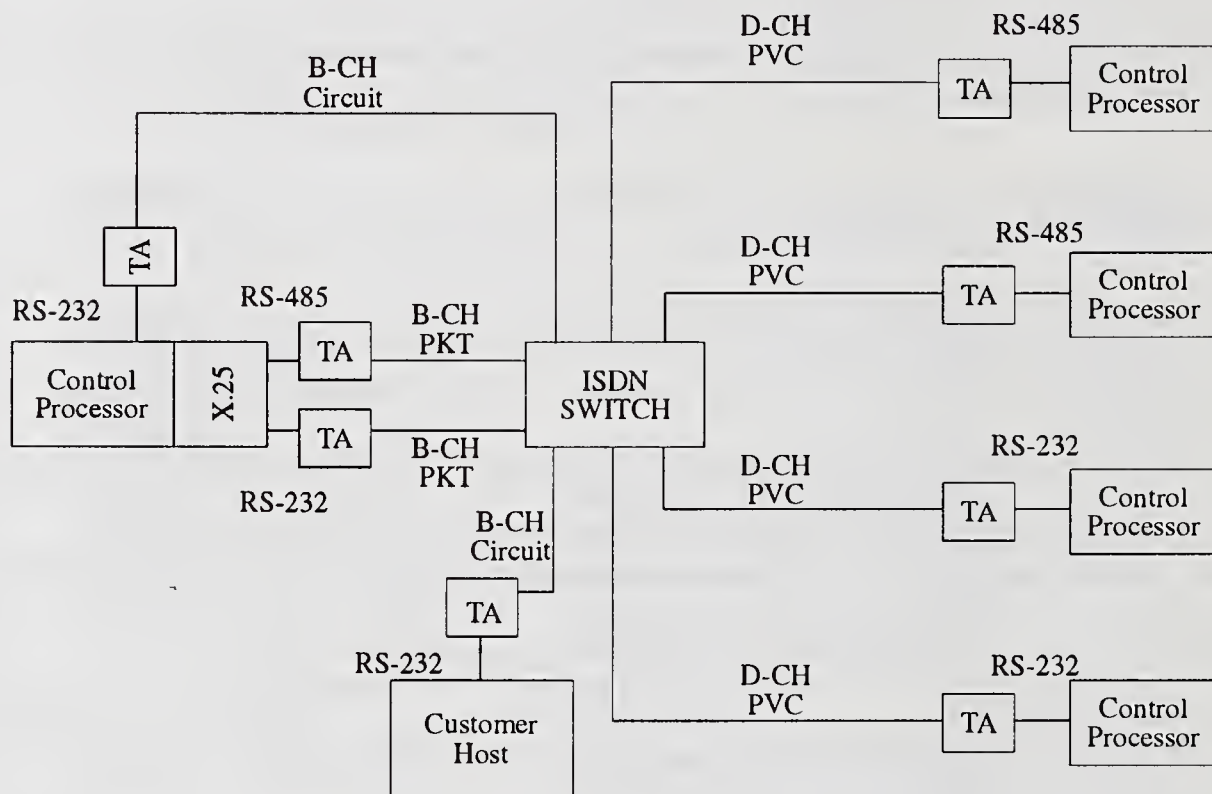 D-CH
PVC
RS-485
TA
Control
Processor
B-CH
Circuit
TA
RS-232
Control
Processor
X.25
RS-485
TA
B-CH
PKT
TA
RS-232
B-CH
PKT
ISDN
SWITCH
D-CH
PVC
RS-485
TA
Control
Processor
D-CH
PVC
RS-232
TA
Control
Processor
B-CH
Circuit
TA
RS-232
Customer
Host
D-CH
PVC
RS-232
TA
Control
Processor